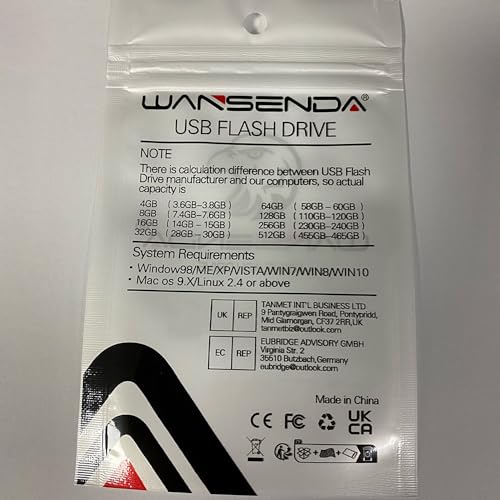 WANSENDA®
USB FLASH DRIVE
NOTE
There is calculation difference between USB Flash
Drive manufacturer and our computers, so actual
capacity is
4GB (3.6GB–3.8GB) 64GB (58GB–60GB)
8GB (7.4GB–7.6GB) 128GB (110GB–120GB)
16GB (14GB–15GB) 256GB (230GB–240GB)
32GB (28GB–30GB) 512GB (455GB–465GB)
System Requirements
• Window98/ME/XP/VISTA/WIN7/WIN8/WIN10
• Mac os 9.X/Linux 2.4 or above
UK REP
TANMET INT'L BUSINESS LTD
9 Pantygraigwen Road, Pontypridd,
Mid Glamorgan, CF37 2RR,UK
tanmetbiz@outlook.com
EC REP
EUBRIDGE ADVISORY GMBH
Virginia Str. 2
35510 Butzbach,Germany
eubridge@outlook.com
Made in China
CE FC UK
CA